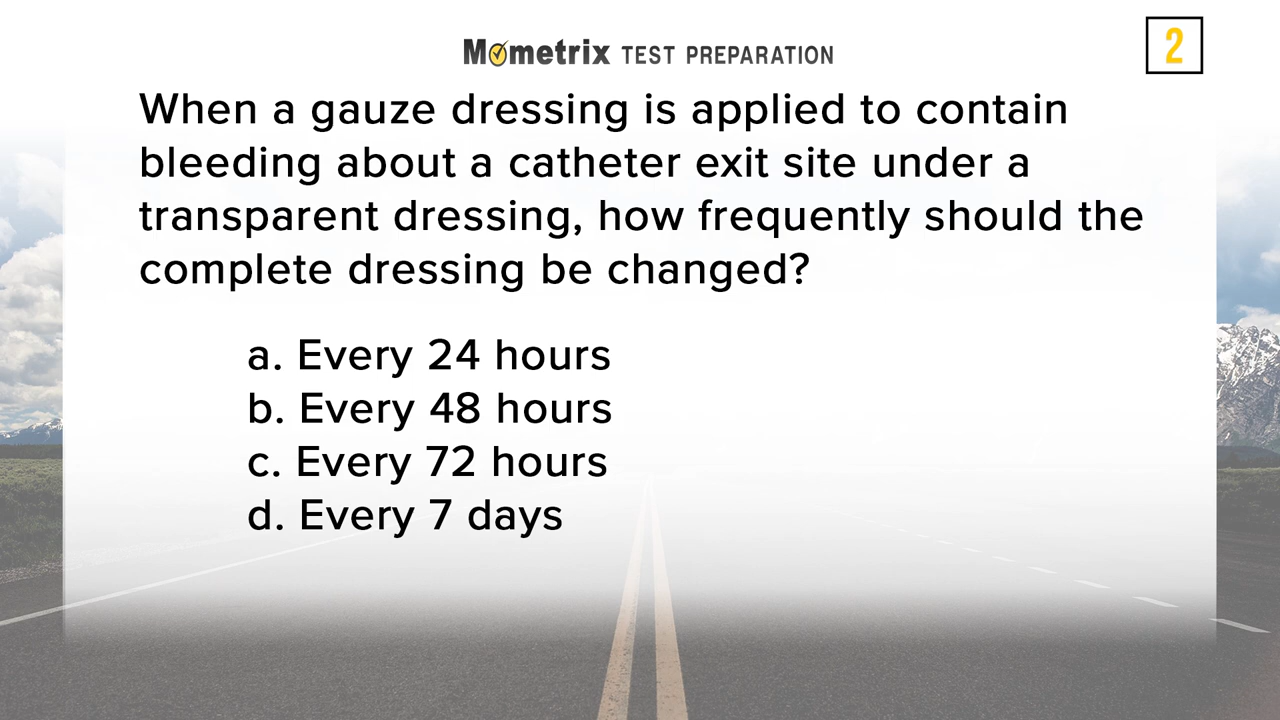 Mometrix TEST PREPARATION
2
When a gauze dressing is applied to contain
bleeding about a catheter exit site under a
transparent dressing, how frequently should the
complete dressing be changed?
a. Every 24 hours
b. Every 48 hours
c. Every 72 hours
d. Every 7 days